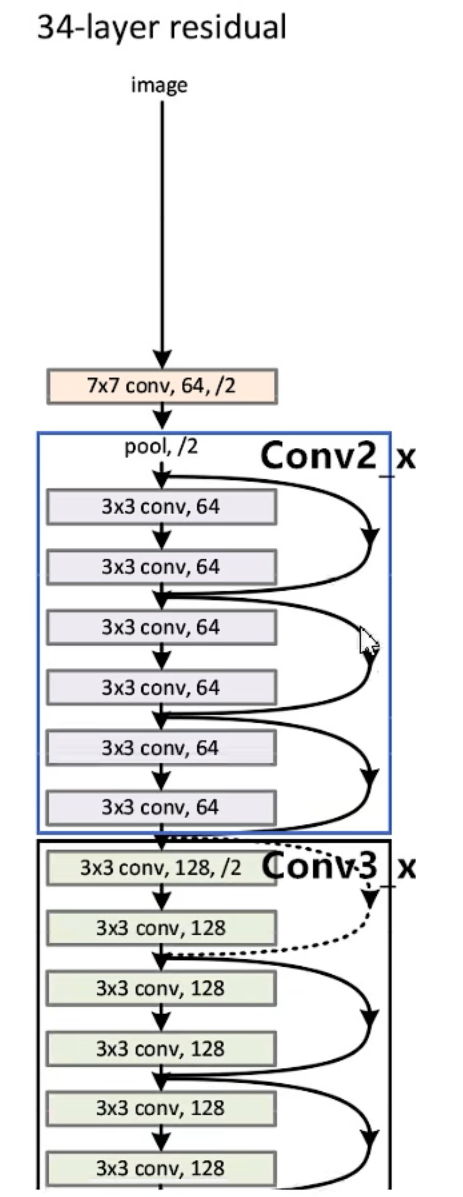 34-layer residual
image
7x7 conv, 64, /2
pool, /2
Conv2_x
3x3 conv, 64
3x3 conv, 64
3x3 conv, 64
3x3 conv, 64
3x3 conv, 64
3x3 conv, 64
3x3 conv, 128, /2
Conv3_x
3x3 conv, 128
3x3 conv, 128
3x3 conv, 128
3x3 conv, 128
3x3 conv, 128